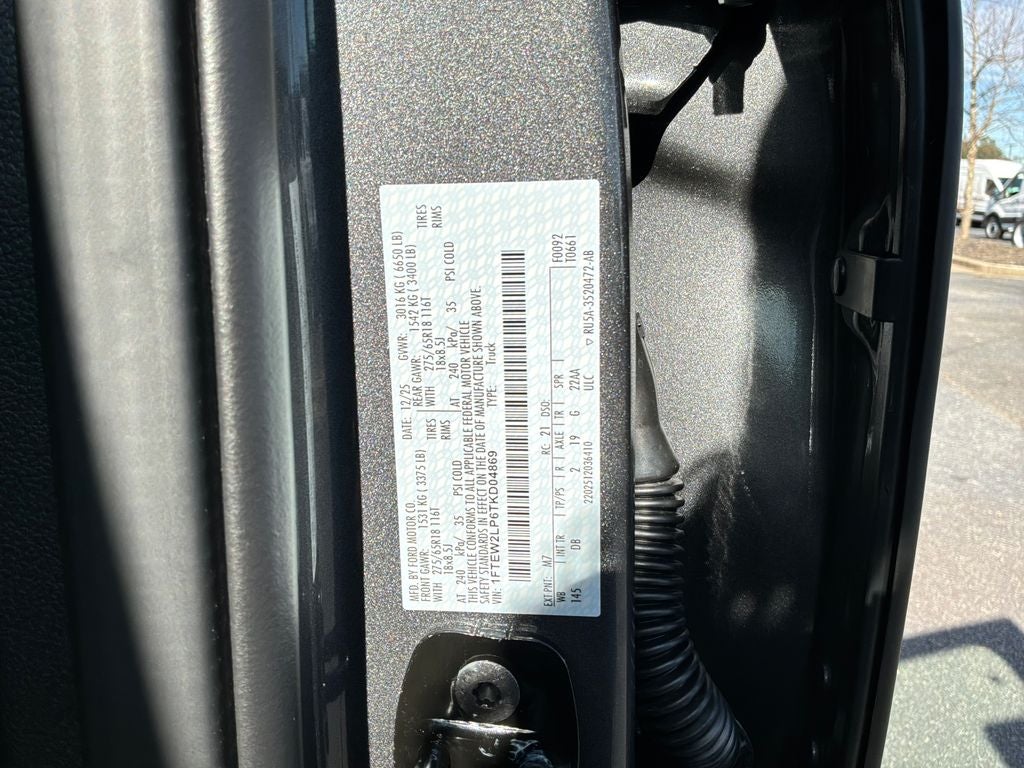 MFD. BY FORD MOTOR CO. DATE: 12/25 GVWR: 3016 KG ( 6650 LB)
FRONT GAWR: 1531 KG ( 3375 LB) REAR GAWR: 1542 KG ( 3400 LB)
WITH 275/65R18 116T TIRES WITH 275/65R18 116T TIRES
18x8.5J RIMS 18x8.5J RIMS
AT 240 kPa/ 35 PSI COLD AT 240 kPa/ 35 PSI COLD
THIS VEHICLE CONFORMS TO ALL APPLICABLE FEDERAL MOTOR VEHICLE
SAFETY STANDARDS IN EFFECT ON THE DATE OF MANUFACTURE SHOWN ABOVE.
VIN: 1FTEW2LP6TKD04869 TYPE: Truck
EXT PNT: M7 RC: 21 DSO: E0092
WB INT TR TP/PS R AXLE TR SPR T0661
145 DB 2 19 G 22AA
2202512036410 ULC ▽ RU5A-3520472-AB